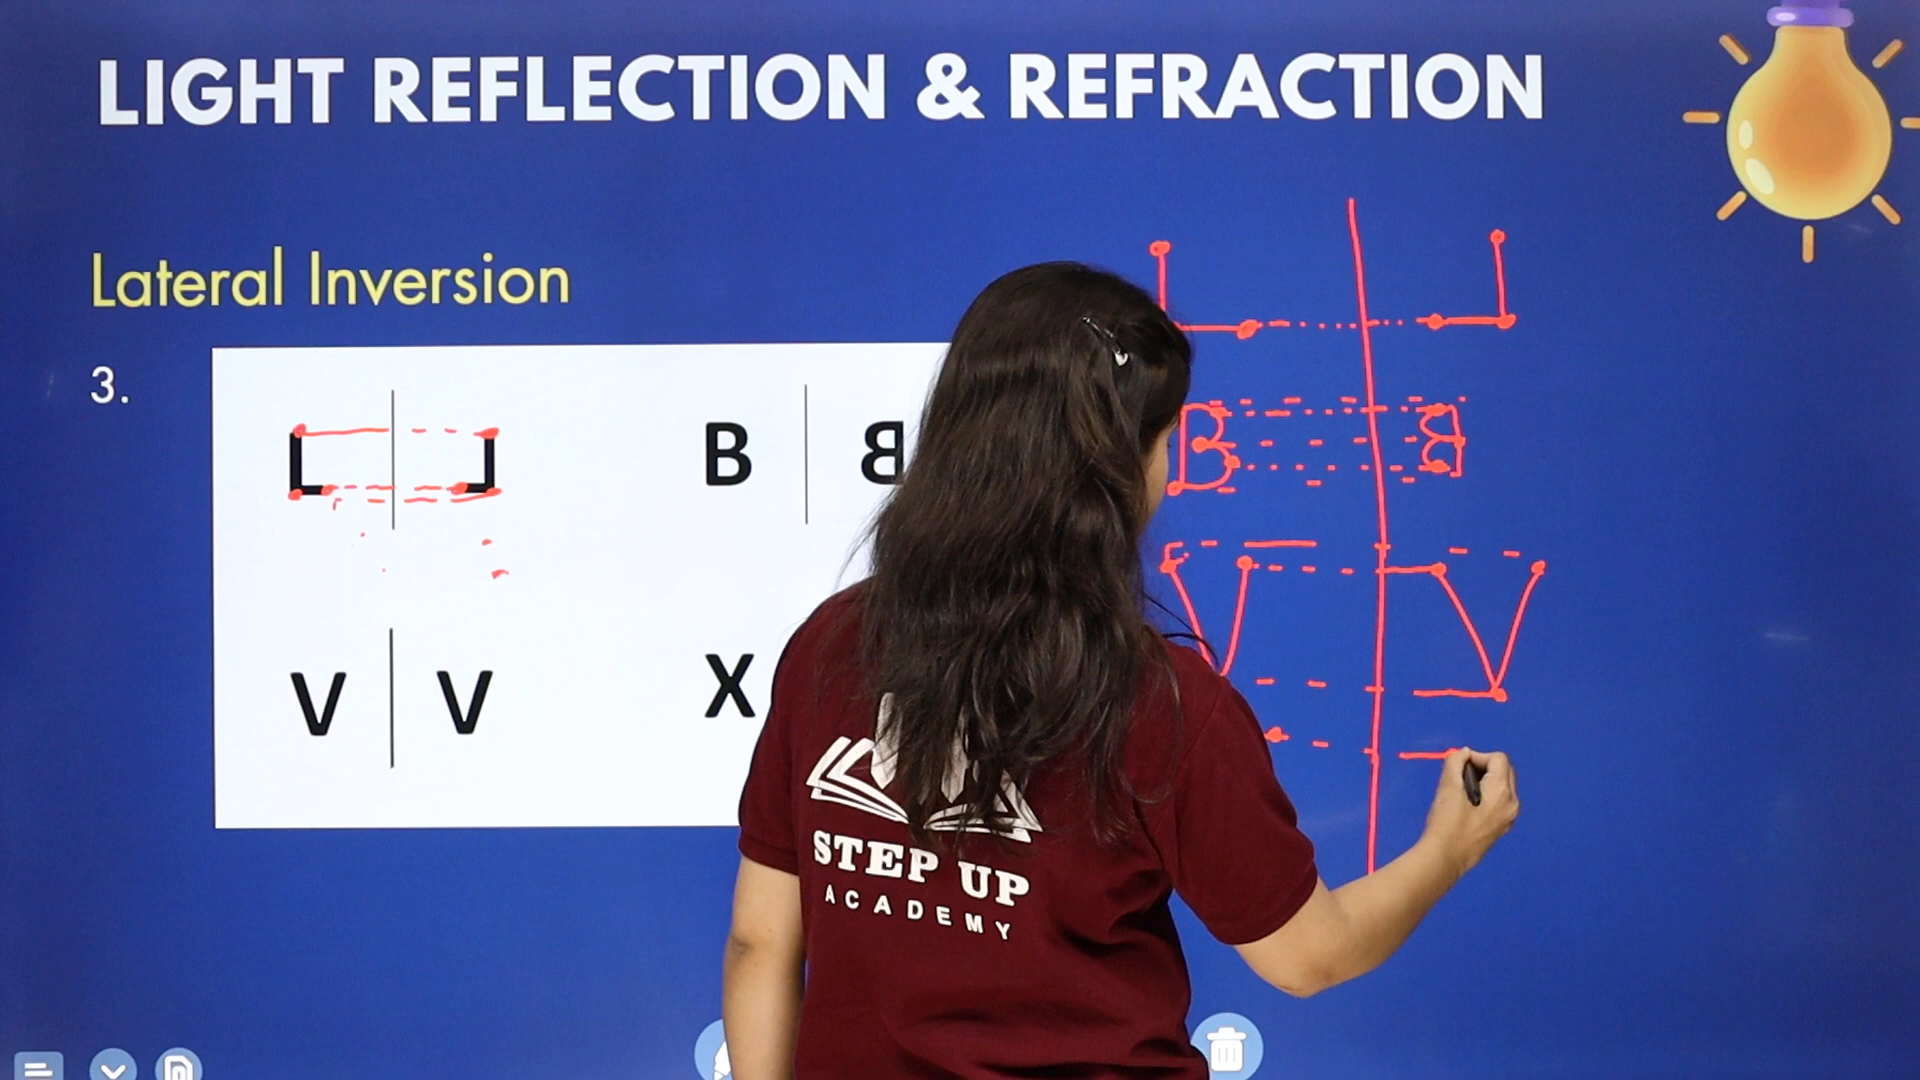 LIGHT REFLECTION & REFRACTION
Lateral Inversion
3.
L
B B
V V
X
L
B B
V V
STEP UP
ACADEMY